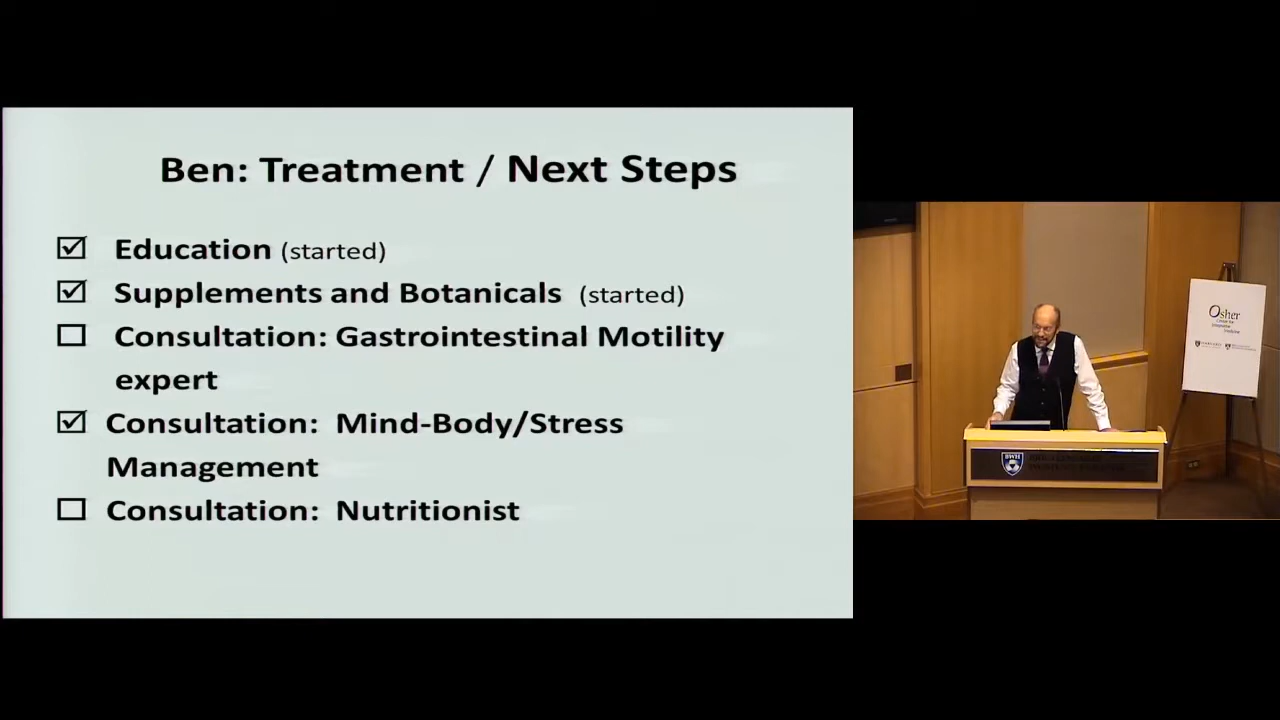 Ben: Treatment / Next Steps
☑ Education (started)
☑ Supplements and Botanicals (started)
☐ Consultation: Gastrointestinal Motility
expert
☑ Consultation: Mind-Body/Stress
Management
☐ Consultation: Nutritionist
Osher
BWH